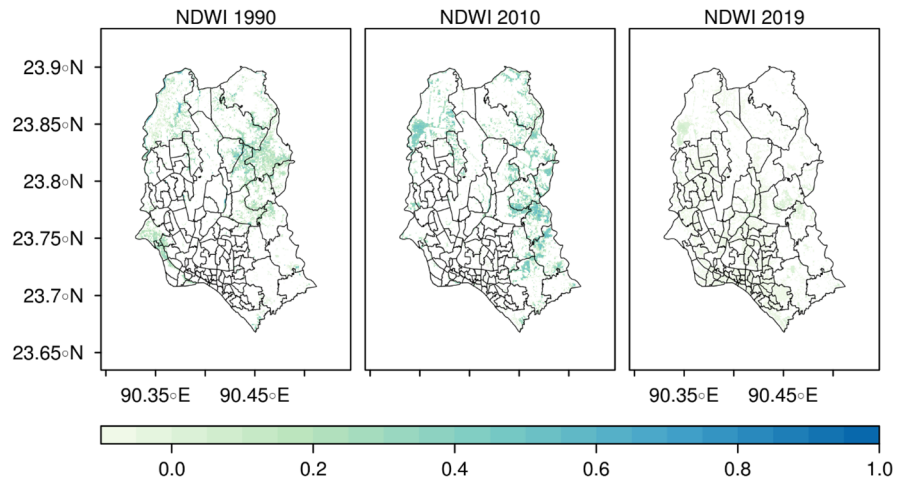 NDWI 1990 NDWI 2010 NDWI 2019
23.9◦N
23.85◦N
23.8◦N
23.75◦N
23.7◦N
23.65◦N
90.35◦E 90.45◦E 90.35◦E 90.45◦E
0.0 0.2 0.4 0.6 0.8 1.0